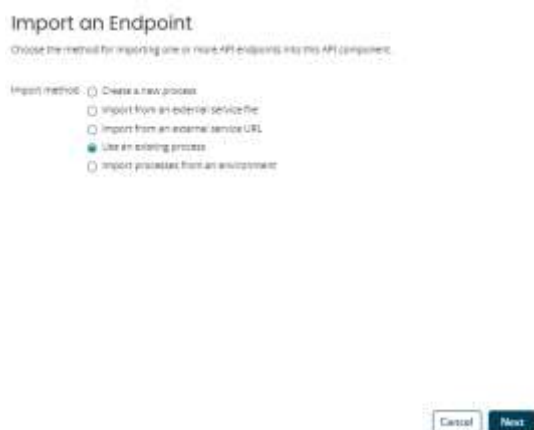 Import an Endpoint
Choose the method for importing one or more API endpoints into this API component.
Import method
Create a new process
Import from an external service file
Import from an external service URL
Use an existing process
Import processes from an environment
Cancel
Next